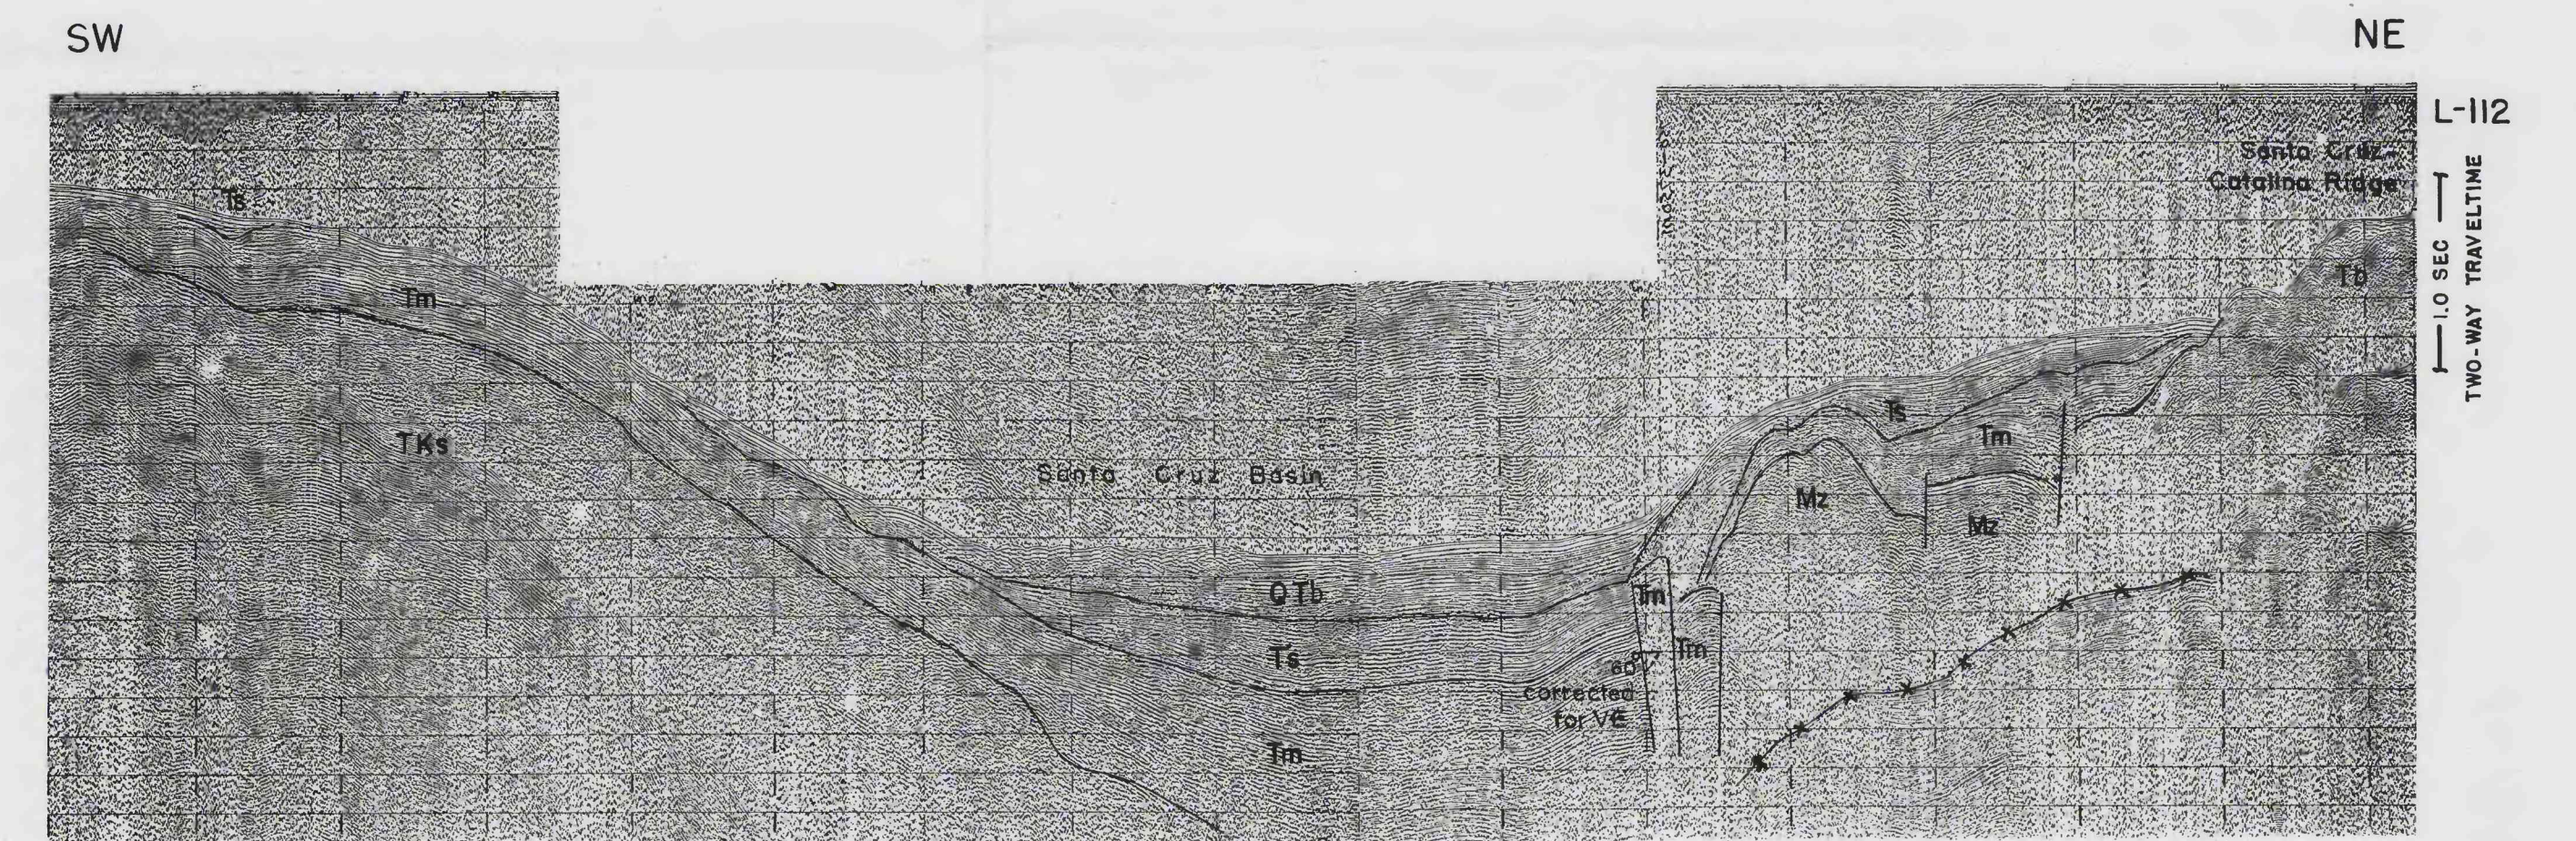 SW
NE
L-112
Santa Cruz-
Catalina Ridge
1.0 SEC
TWO-WAY TRAVELTIME
Ts
Tb
Tm
TKs
Santa Cruz Basin
Ts
Tm
Mz
Mz
QTb
Tm
Ts
Tm
60°
corrected
for VE
Tm